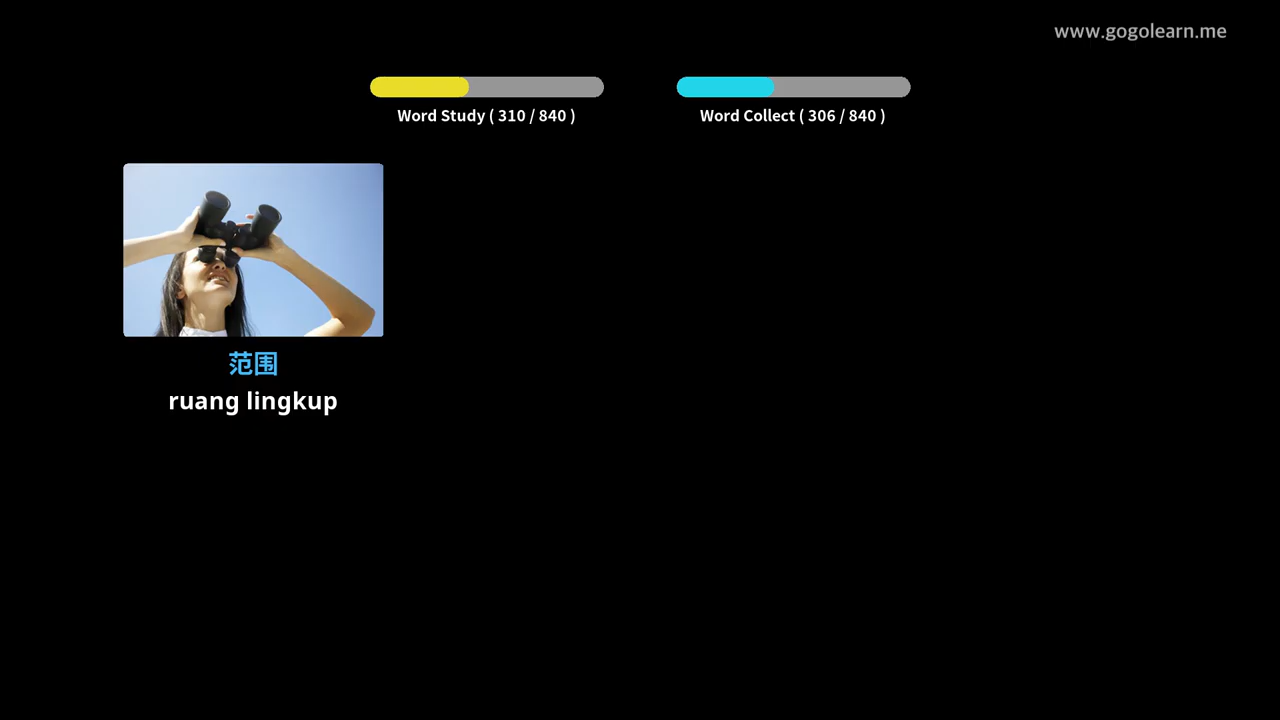 www.gogolearn.me
Word Study ( 310 / 840 )
Word Collect ( 306 / 840 )
范围
ruang lingkup